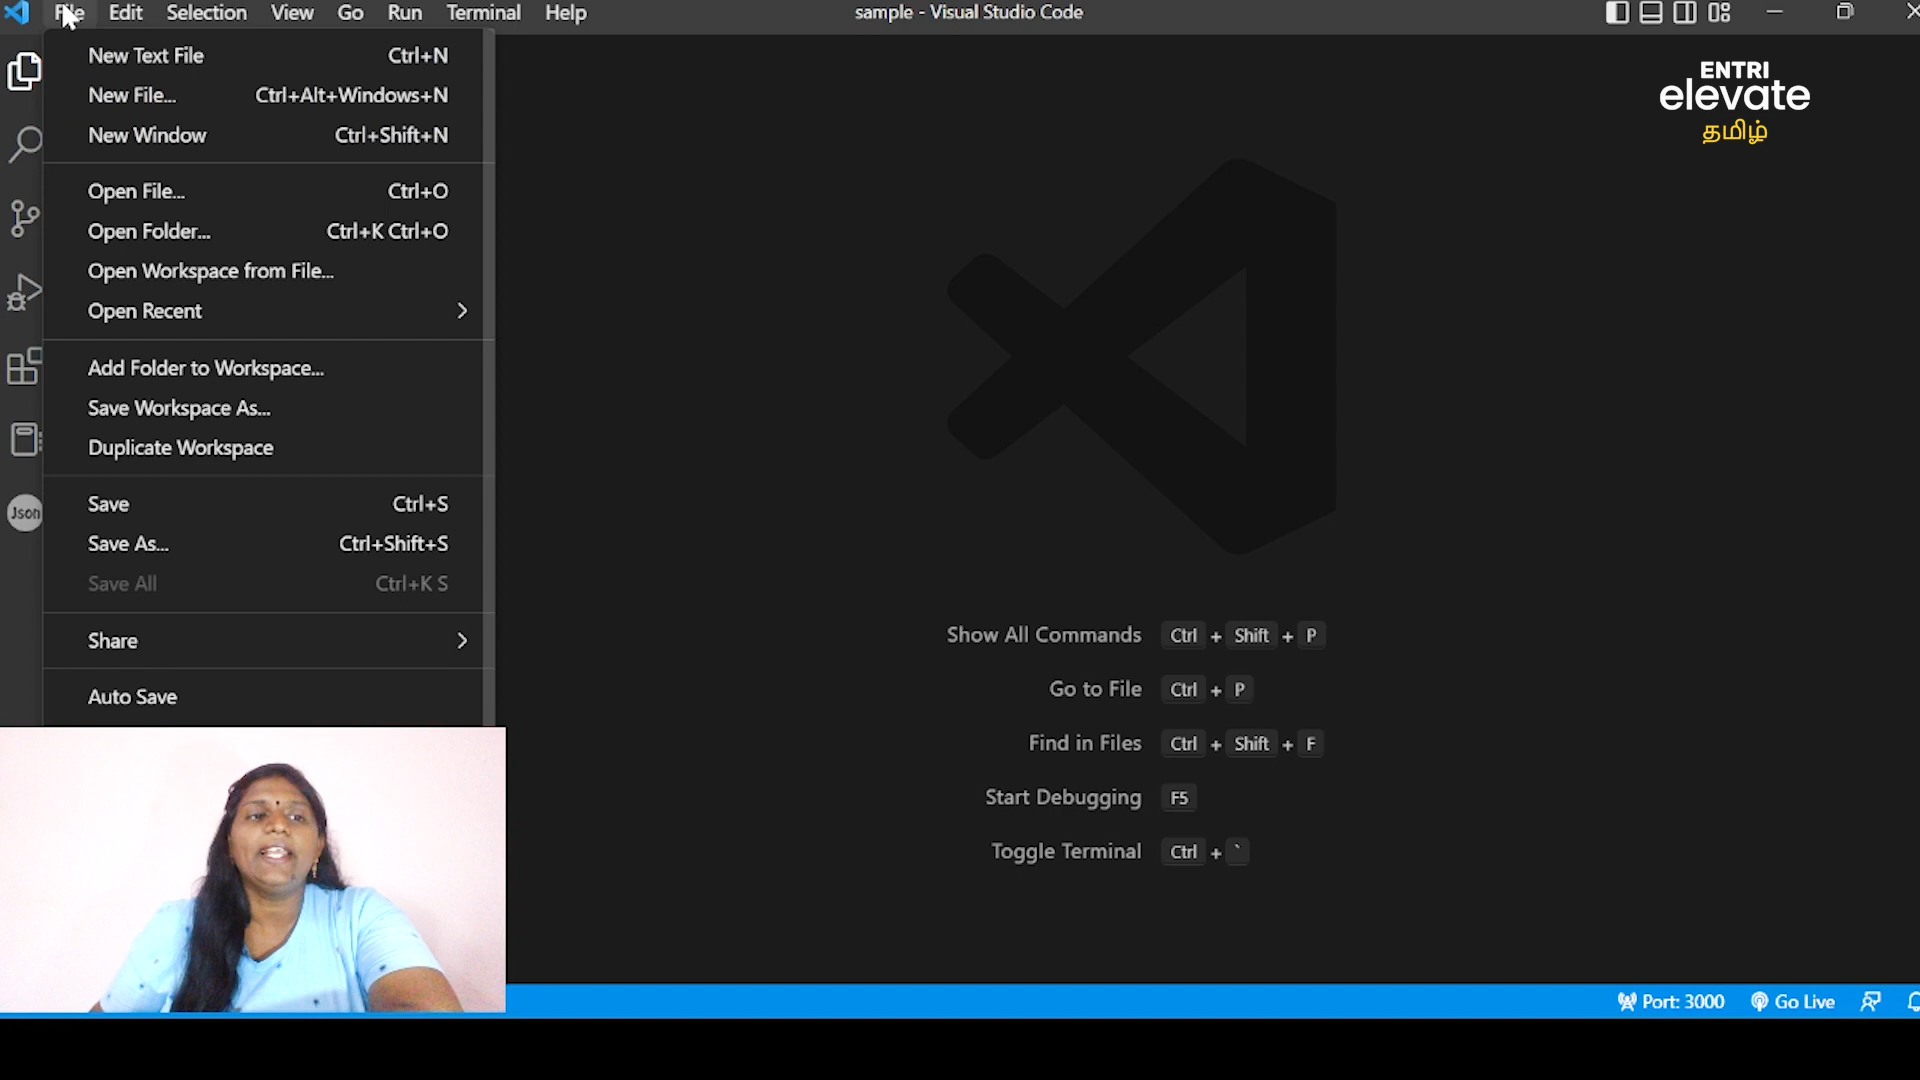 File Edit Selection View Go Run Terminal Help
sample - Visual Studio Code
New Text File Ctrl+N
New File... Ctrl+Alt+Windows+N
New Window Ctrl+Shift+N
Open File... Ctrl+O
Open Folder... Ctrl+K Ctrl+O
Open Workspace from File...
Open Recent
Add Folder to Workspace...
Save Workspace As...
Duplicate Workspace
Save Ctrl+S
Save As... Ctrl+Shift+S
Save All Ctrl+K S
Share
Auto Save
Json
ENTRI
elevate
தமிழ்
Show All Commands Ctrl + Shift + P
Go to File Ctrl + P
Find in Files Ctrl + Shift + F
Start Debugging F5
Toggle Terminal Ctrl + `
Port: 3000 Go Live